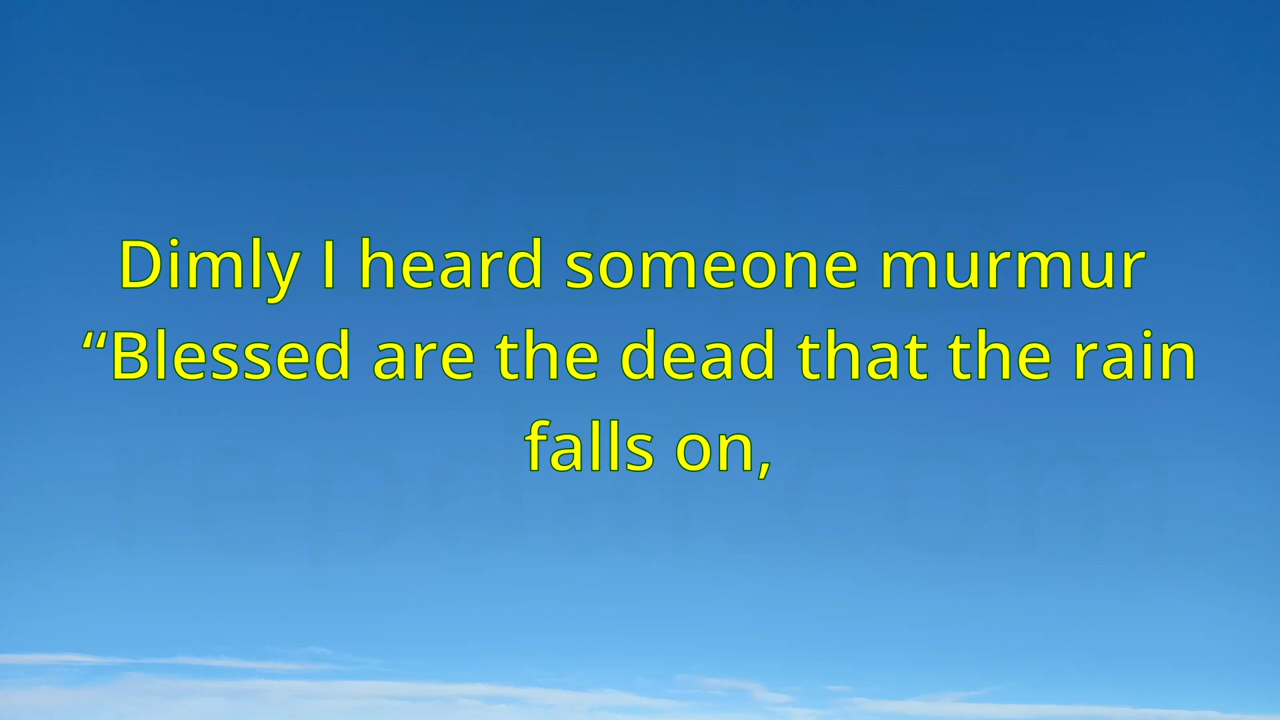 Dimly I heard someone murmur
“Blessed are the dead that the rain
falls on,